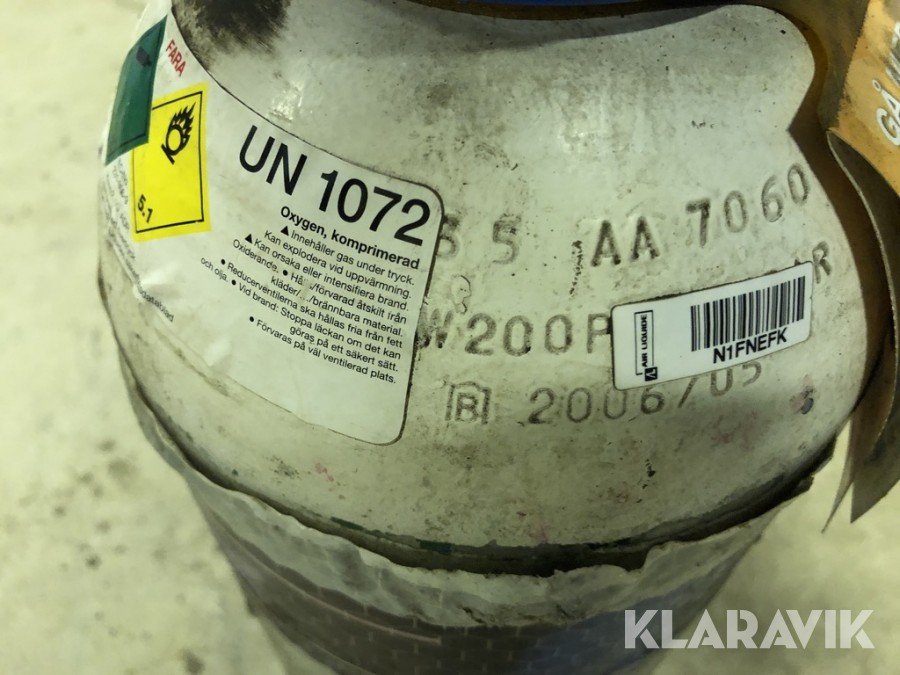 FARA
5.1
UN 1072
Oxygen, komprimerad
▲ Innehåller gas under tryck.
Kan explodera vid uppvärmning.
▲ Kan orsaka eller intensifiera brand.
Oxiderande. • förvarad åtskilt från
kläder/ /brännbara material.
• Reducerventilerna ska hållas fria från fett
och olja.
• Vid brand: Stoppa läckan om det kan
göras på ett säkert sätt.
• Förvaras på väl ventilerad plats.
5 AA 7060
W200
R
AIR LIQUIDE
N1FNEFK
R 2006/05
KLARAVIK